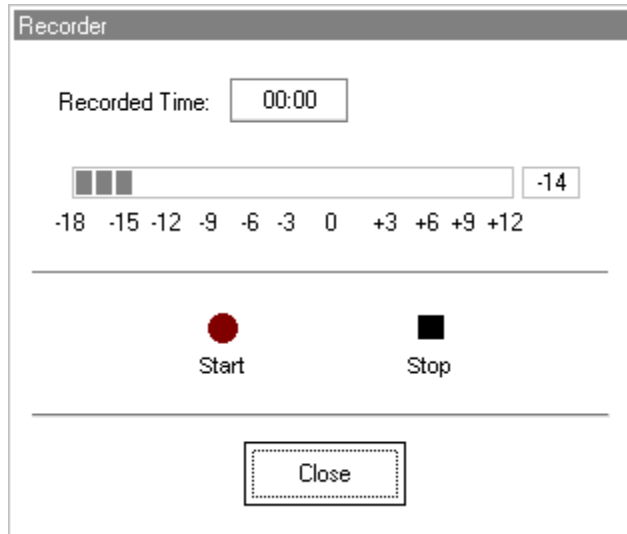 Recorder
Recorded Time: 00:00
-14
-18 -15 -12 -9 -6 -3 0 +3 +6 +9 +12
Start Stop
Close